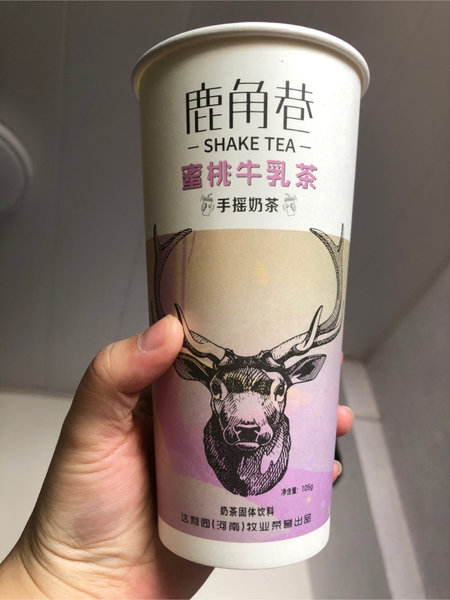 鹿角巷
SHAKE TEA
蜜桃牛乳茶
手摇奶茶
净含量: 105g
奶茶固体饮料
达利园(河南)牧业荣誉出品